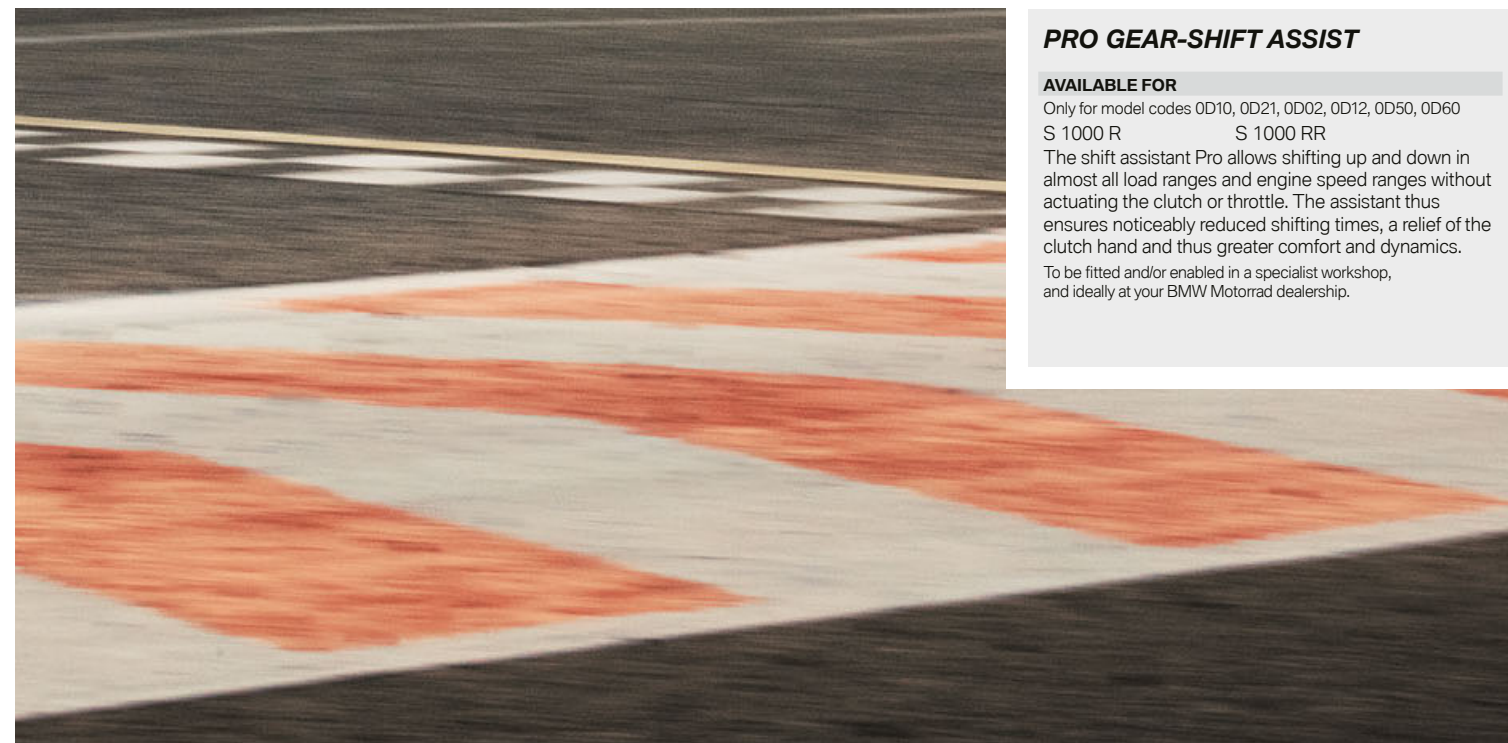 PRO GEAR-SHIFT ASSIST
AVAILABLE FOR
Only for model codes 0D10, 0D21, 0D02, 0D12, 0D50, 0D60
S 1000 R S 1000 RR
The shift assistant Pro allows shifting up and down in
almost all load ranges and engine speed ranges without
actuating the clutch or throttle. The assistant thus
ensures noticeably reduced shifting times, a relief of the
clutch hand and thus greater comfort and dynamics.
To be fitted and/or enabled in a specialist workshop,
and ideally at your BMW Motorrad dealership.